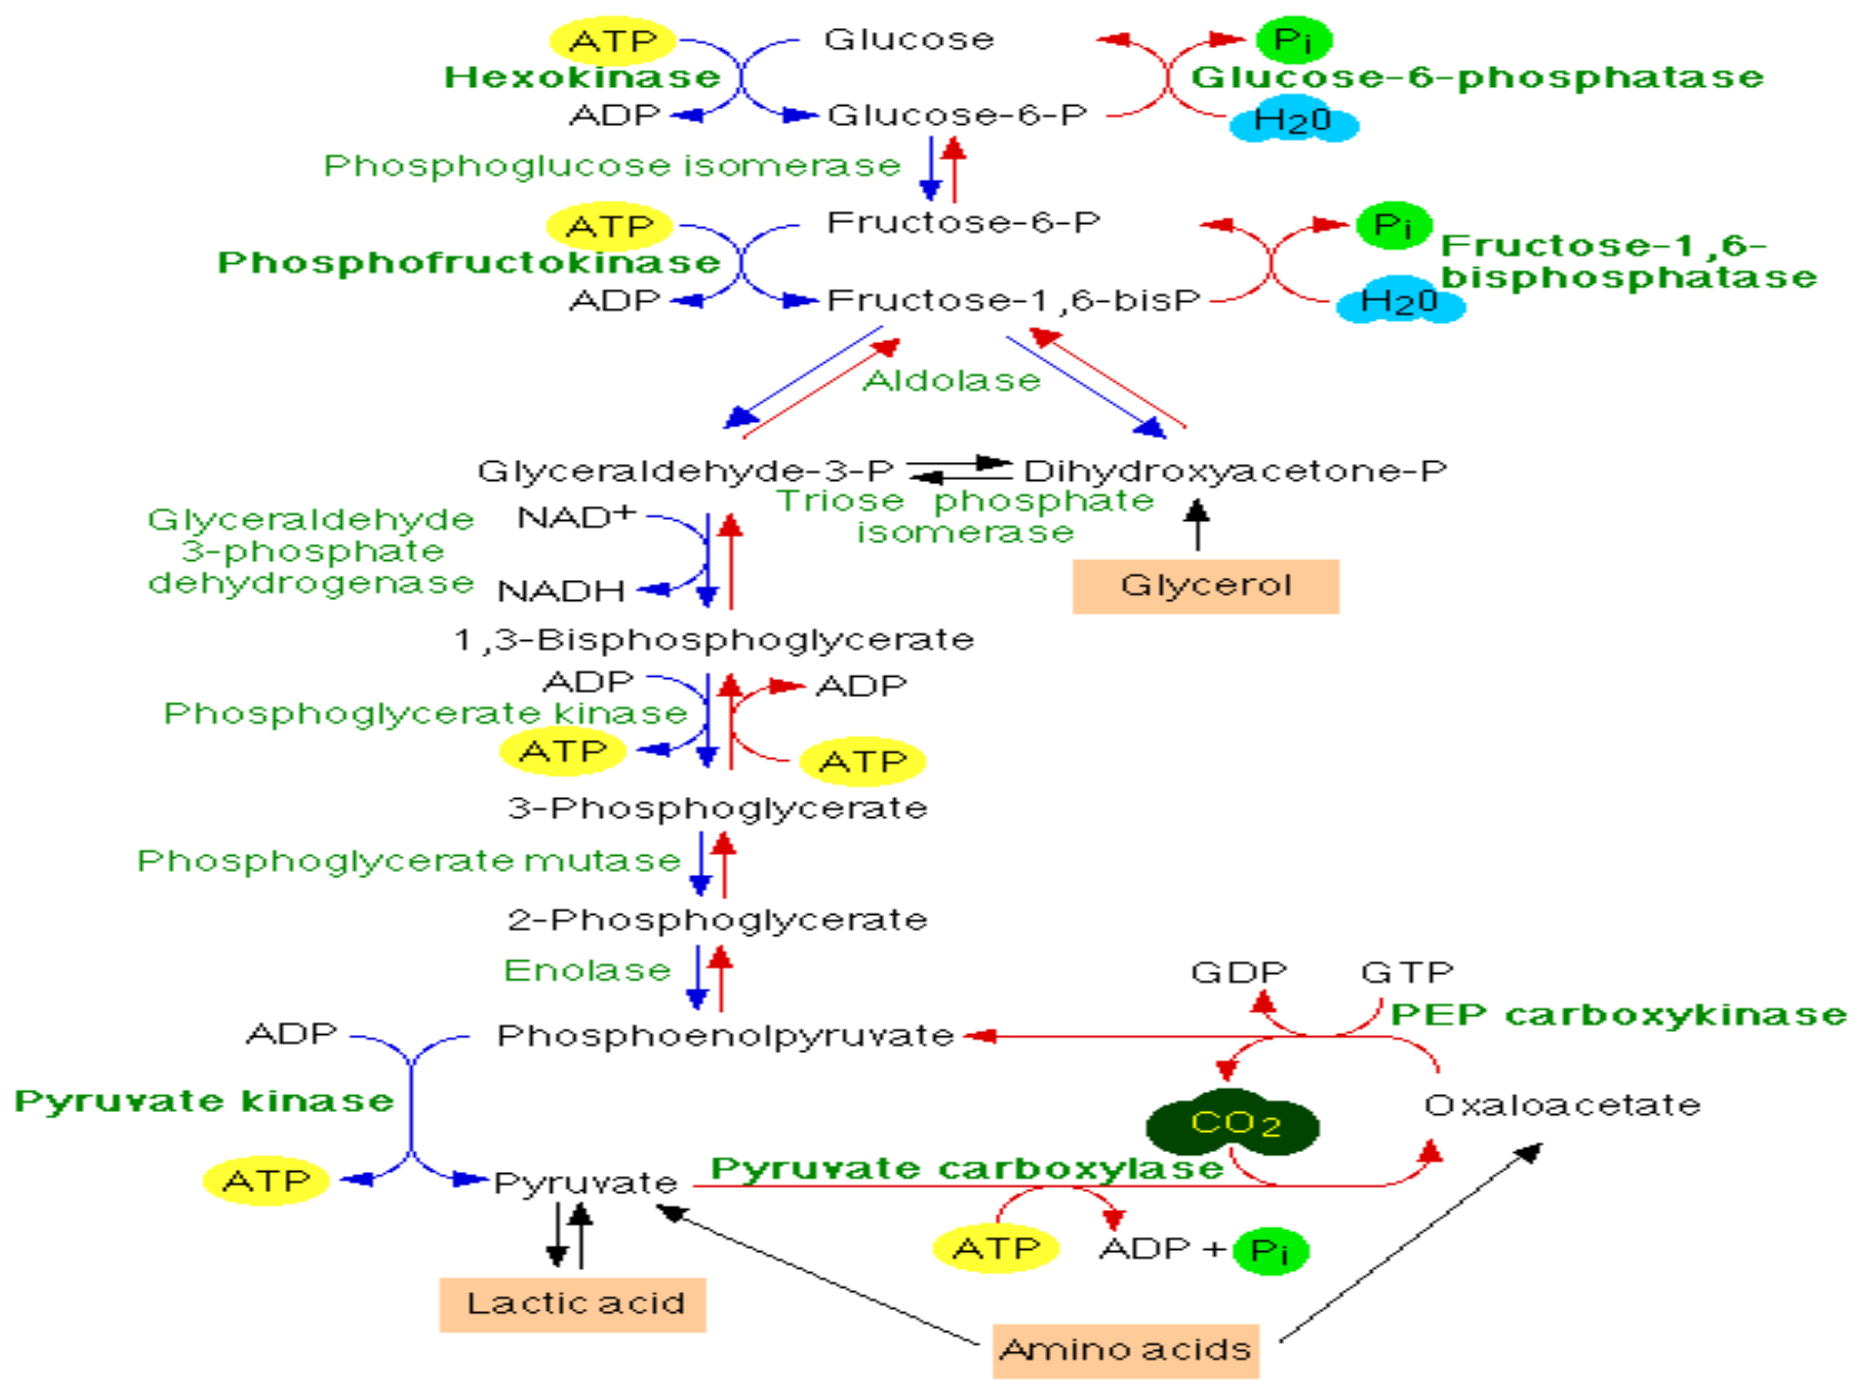 ATP
Glucose
Pi
Hexokinase
Glucose-6-phosphatase
ADP
Glucose-6-P
H20
Phosphoglucose isomerase
ATP
Fructose-6-P
Pi
Phosphofructokinase
Fructose-1,6-
bisphosphatase
ADP
Fructose-1,6-bisP
H20
Aldolase
Glyceraldehyde-3-P
Dihydroxyacetone-P
Triose phosphate
isomerase
Glyceraldehyde
3-phosphate
dehydrogenase
NAD+
NADH
Glycerol
1,3-Bisphosphoglycerate
ADP
ADP
Phosphoglycerate kinase
ATP
ATP
3-Phosphoglycerate
Phosphoglycerate mutase
2-Phosphoglycerate
Enolase
GDP
GTP
PEP carboxykinase
ADP
Phosphoenolpyruvate
Pyruvate kinase
CO2
Oxaloacetate
ATP
Pyruvate
Pyruvate carboxylase
ATP
ADP + Pi
Lactic acid
Amino acids